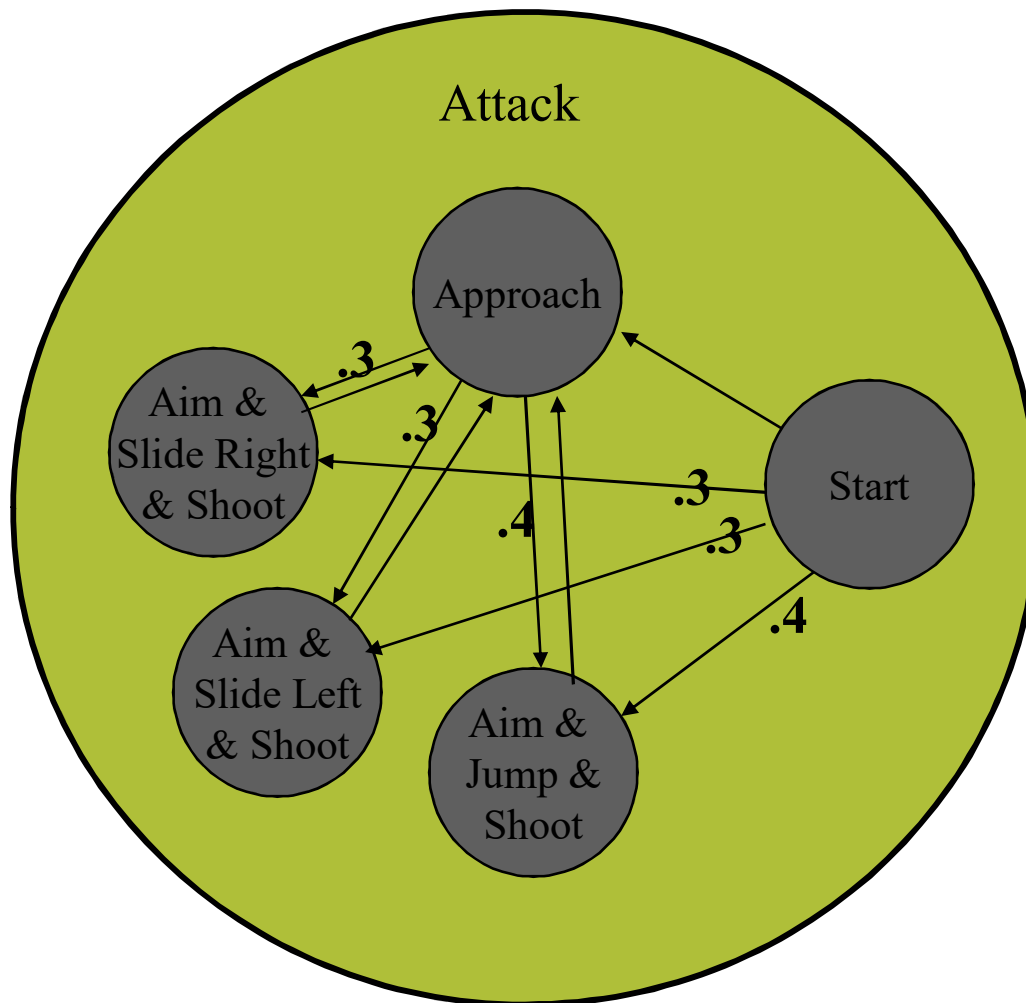 Attack
Approach
.3
Aim &
Slide Right
& Shoot
.3
.3
Start
.4
.3
.4
Aim &
Slide Left
& Shoot
Aim &
Jump &
Shoot